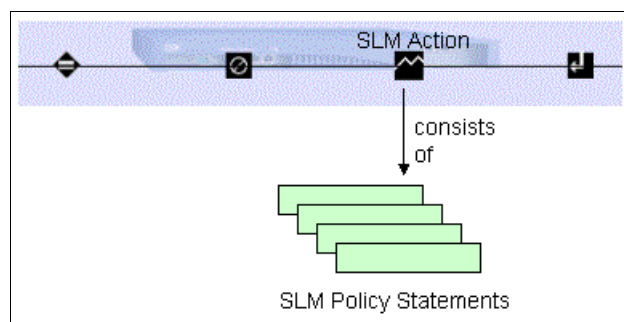 SLM Action
consists
of
SLM Policy Statements